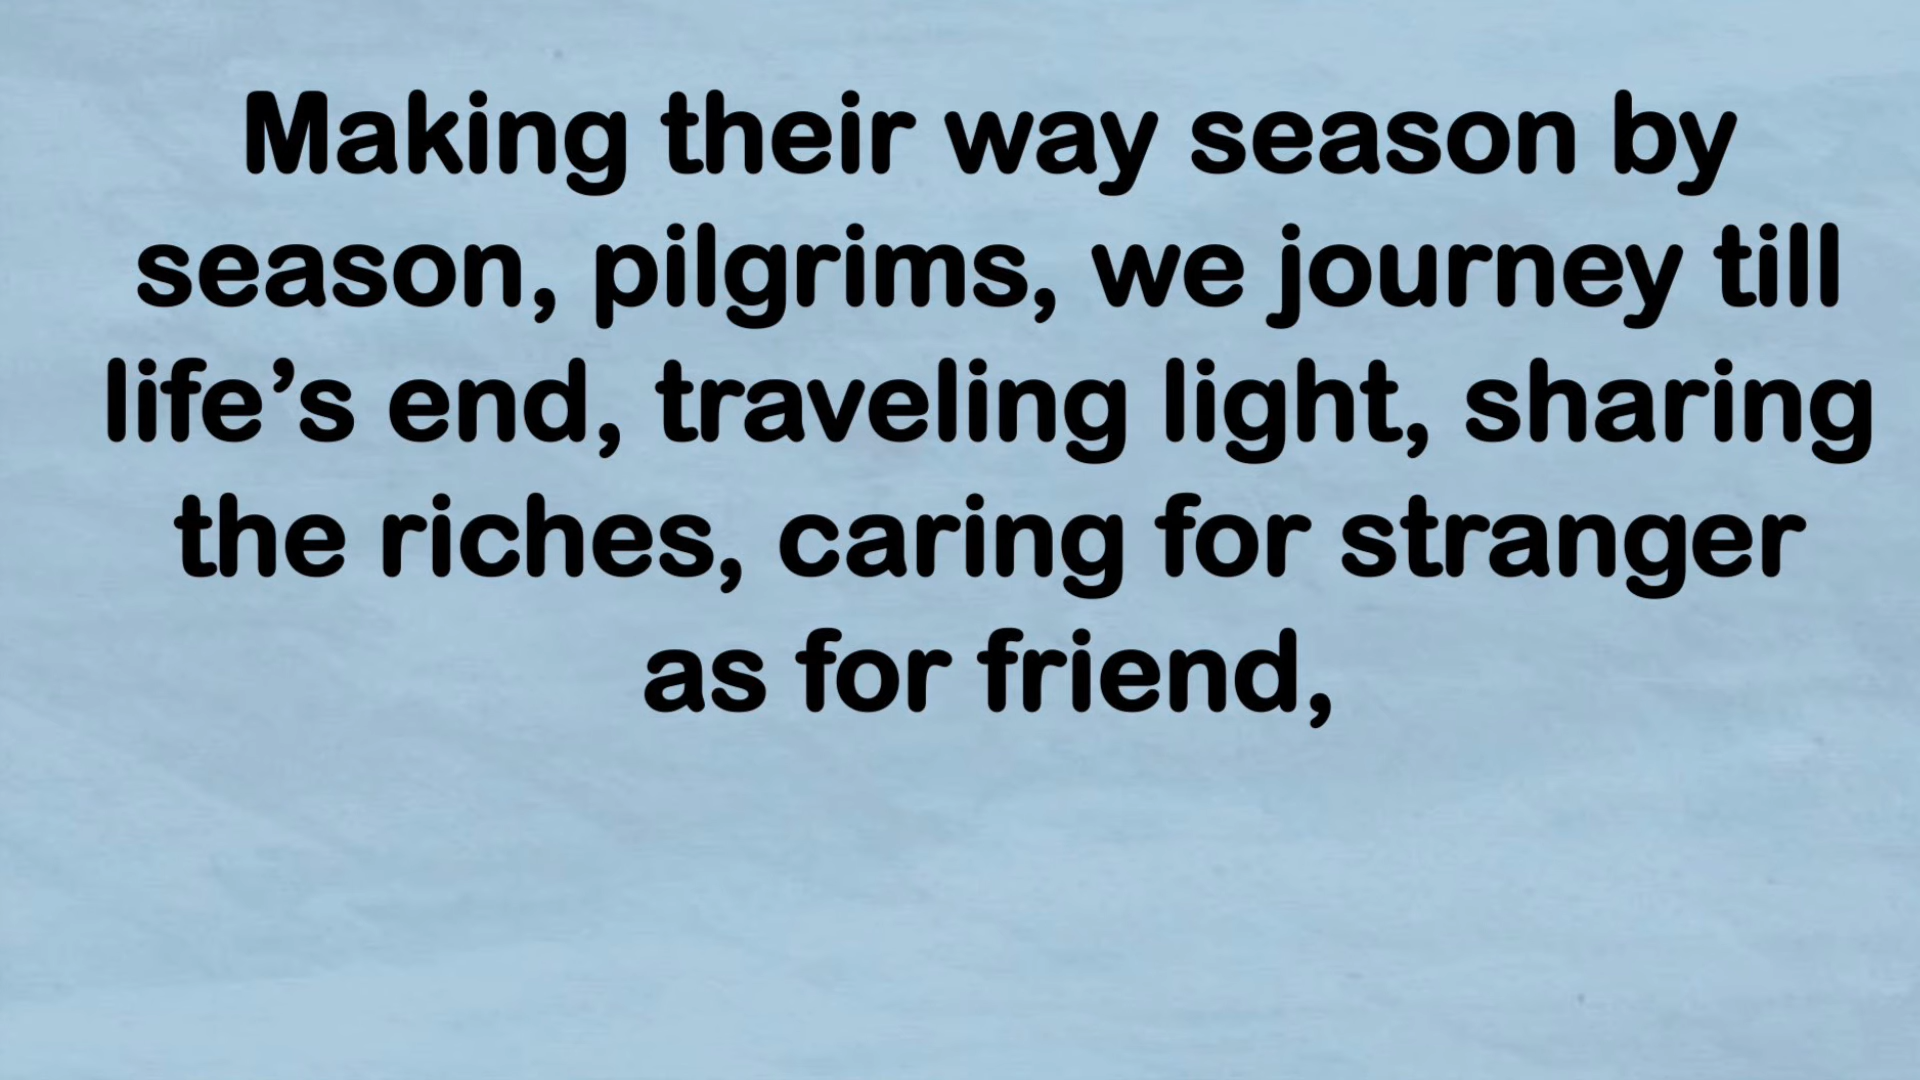 Making their way season by
season, pilgrims, we journey till
life’s end, traveling light, sharing
the riches, caring for stranger
as for friend,